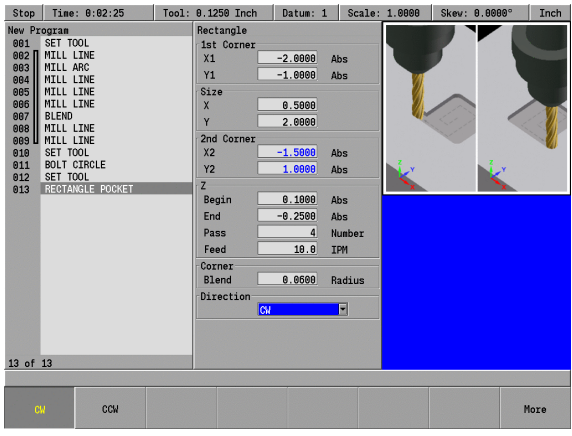 Stop Time: 0:02:25 Tool: 0.1250 Inch Datum: 1 Scale: 1.0000 Skew: 0.0000° Inch
New Program
001 SET TOOL
002 MILL LINE
003 MILL ARC
004 MILL LINE
005 MILL LINE
006 MILL LINE
007 BLEND
008 MILL LINE
009 MILL LINE
010 SET TOOL
011 BOLT CIRCLE
012 SET TOOL
013 RECTANGLE POCKET
13 of 13
Rectangle
1st Corner
X1 -2.0000 Abs
Y1 -1.0000 Abs
Size
X 0.5000
Y 2.0000
2nd Corner
X2 -1.5000 Abs
Y2 1.0000 Abs
Z
Begin 0.1000 Abs
End -0.2500 Abs
Pass 4 Number
Feed 10.0 IPM
Corner
Blend 0.0600 Radius
Direction
CW
Z Y X
Z Y X
CW CCW More